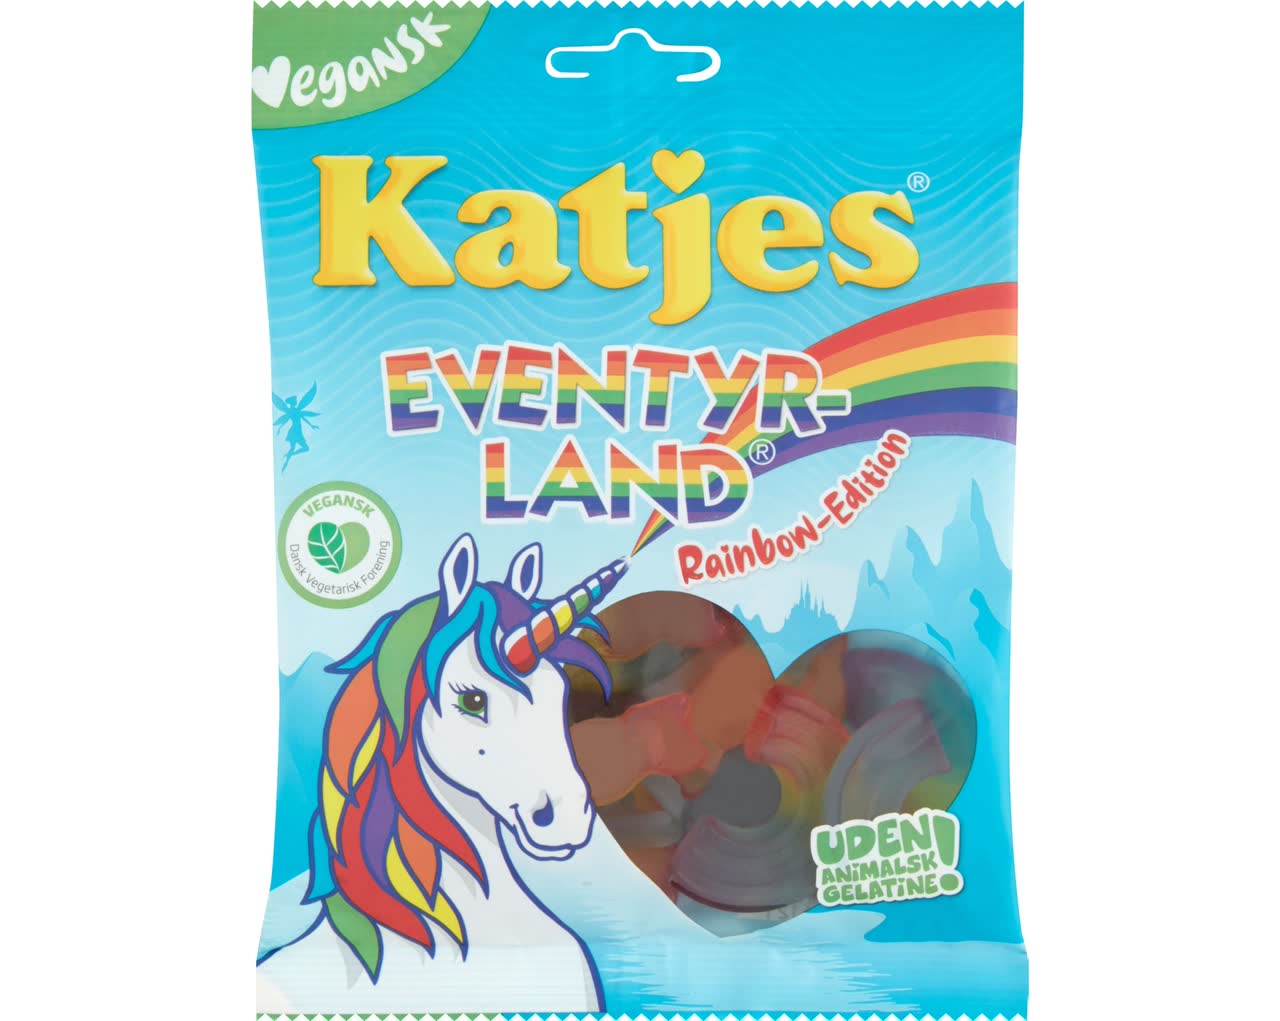 VEGANSK
Katjes®
EVENTYR-
LAND®
Rainbow-Edition
VEGANSK
Dansk Vegetarisk Forening
UDEN
ANIMALSK
GELATINE!